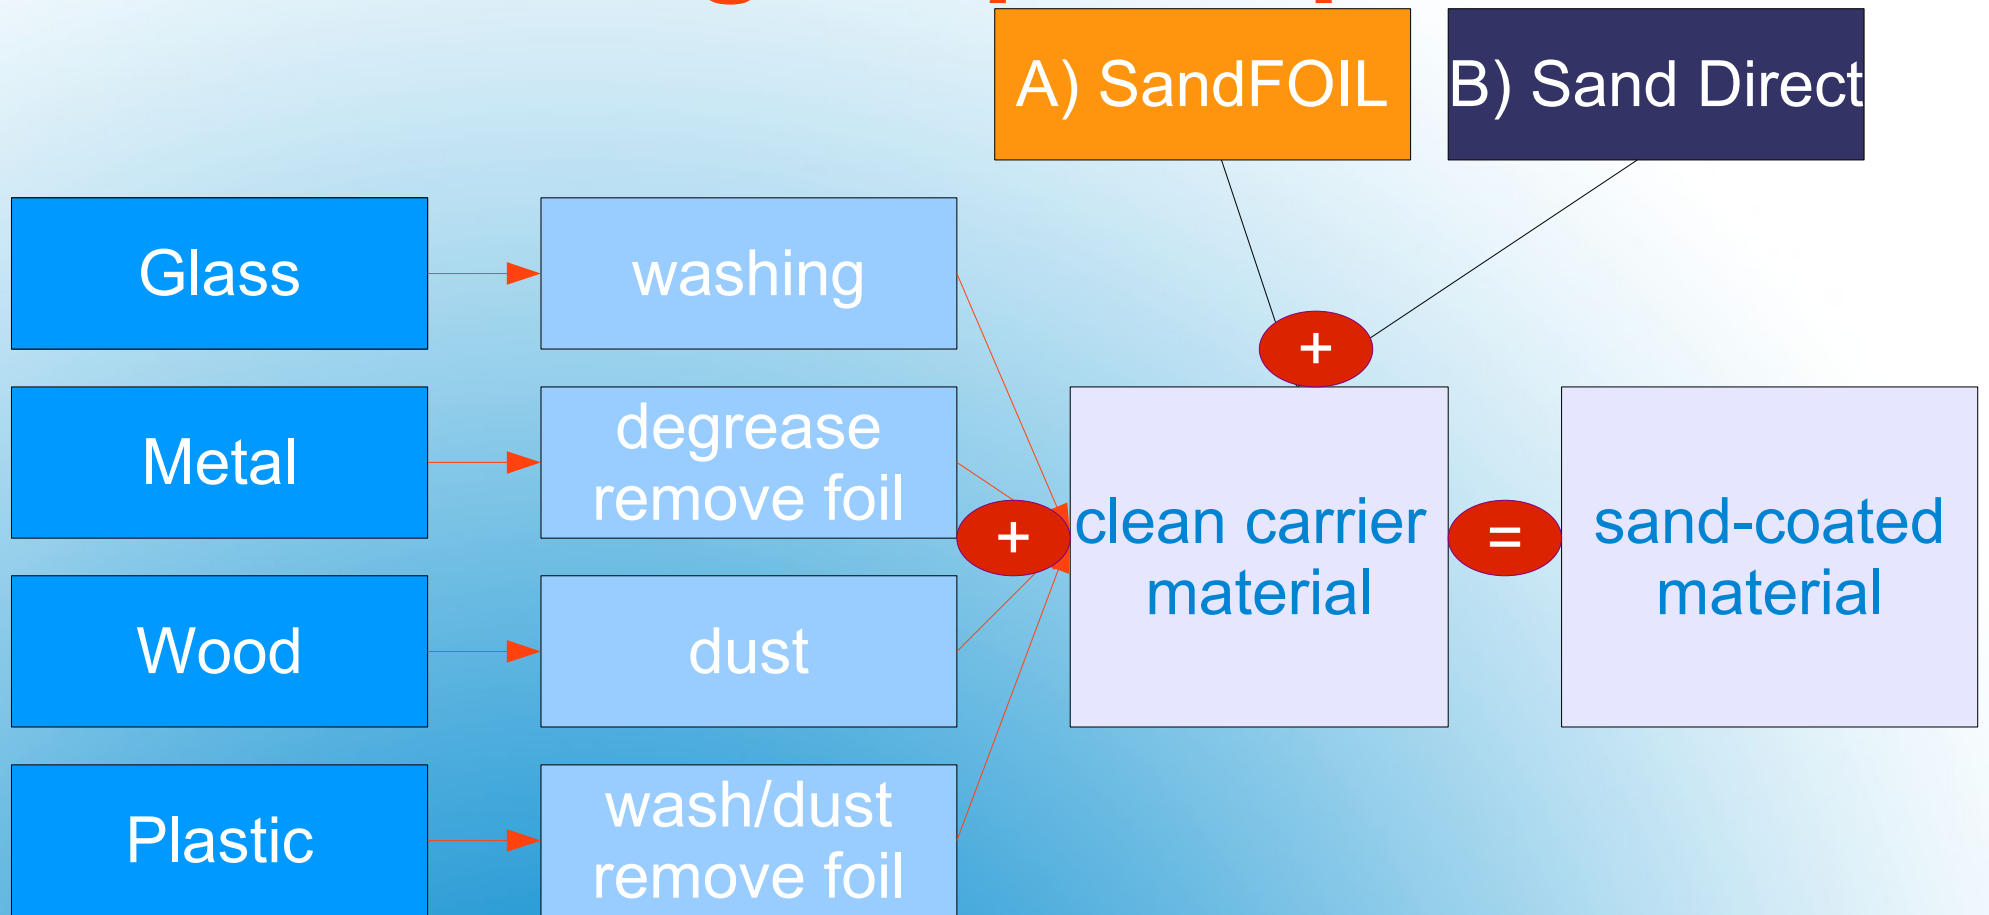 A) SandFOIL
B) Sand Direct
Glass
washing
+
Metal
degrease
remove foil
+
clean carrier
material
=
sand-coated
material
Wood
dust
Plastic
wash/dust
remove foil